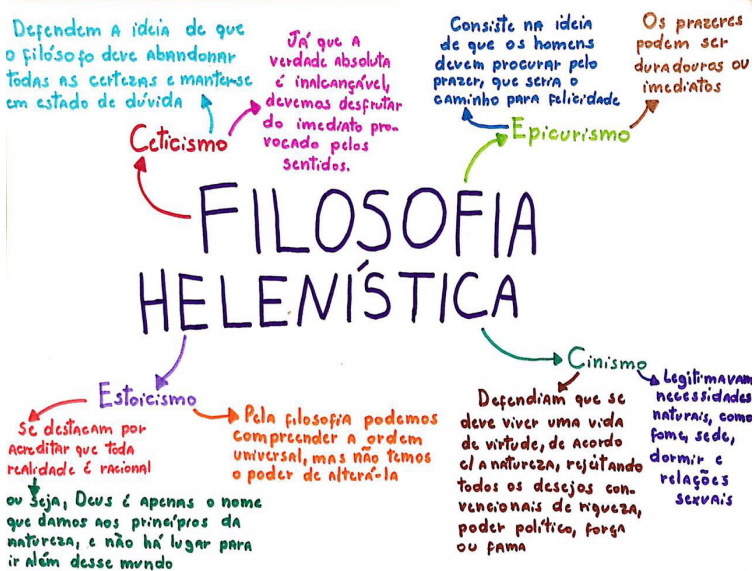 Defendem a ideia de que
o filósofo deve abandonar
todas as certezas e manter-se
em estado de dúvida
Já que a
verdade absoluta
é inalcançável,
devemos desfrutar
do imediato pro-
vocado pelos
sentidos.
Ceticismo
Consiste na ideia
de que os homens
devem procurar pelo
prazer, que seria o
caminho para felicidade
Os prazeres
podem ser
duradouros ou
imediatos
Epicurismo
FILOSOFIA
HELENÍSTICA
Estoicismo
Se destacam por
acreditar que toda
realidade é racional
ou seja, Deus é apenas o nome
que damos aos princípios da
natureza, e não há lugar para
ir além desse mundo
Pela filosofia podemos
compreender a ordem
universal, mas não temos
o poder de alterá-la
Cinismo
Defendiam que se
deve viver uma vida
de virtude, de acordo
c/ a natureza, rejeitando
todos os desejos con-
vencionais de riqueza,
poder político, força
ou fama
Legitimavam
necessidades
naturais, como
fome, sede,
dormir e
relações
sexuais